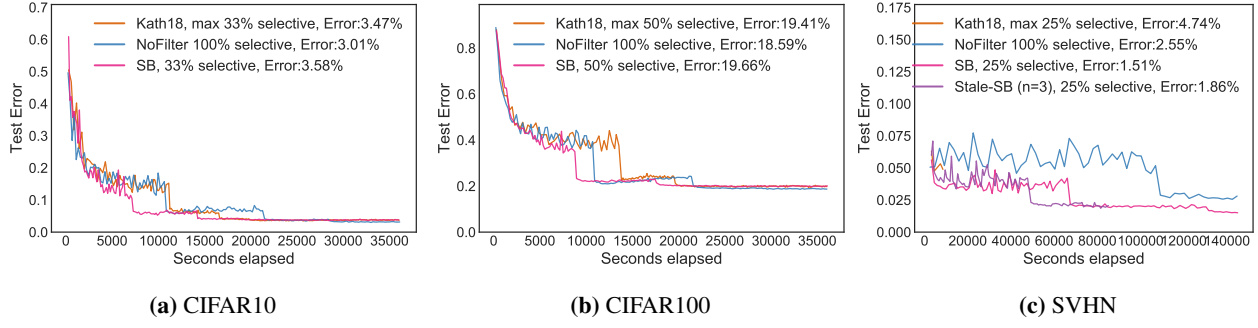 0.7
0.6
0.5
0.4
0.3
0.2
0.1
0.0
Test Error
Kath18, max 33% selective, Error:3.47%
NoFilter 100% selective, Error:3.01%
SB, 33% selective, Error:3.58%
0 5000 10000 15000 20000 25000 30000 35000
Seconds elapsed
(a) CIFAR10
0.8
0.6
0.4
0.2
0.0
Test Error
Kath18, max 50% selective, Error:19.41%
NoFilter 100% selective, Error:18.59%
SB, 50% selective, Error:19.66%
0 5000 10000 15000 20000 25000 30000 35000
Seconds elapsed
(b) CIFAR100
0.175
0.150
0.125
0.100
0.075
0.050
0.025
0.000
Test Error
Kath18, max 25% selective, Error:4.74%
NoFilter 100% selective, Error:2.55%
SB, 25% selective, Error:1.51%
Stale-SB (n=3), 25% selective, Error:1.86%
0 20000 40000 60000 80000 100000 120000 140000
Seconds elapsed
(c) SVHN